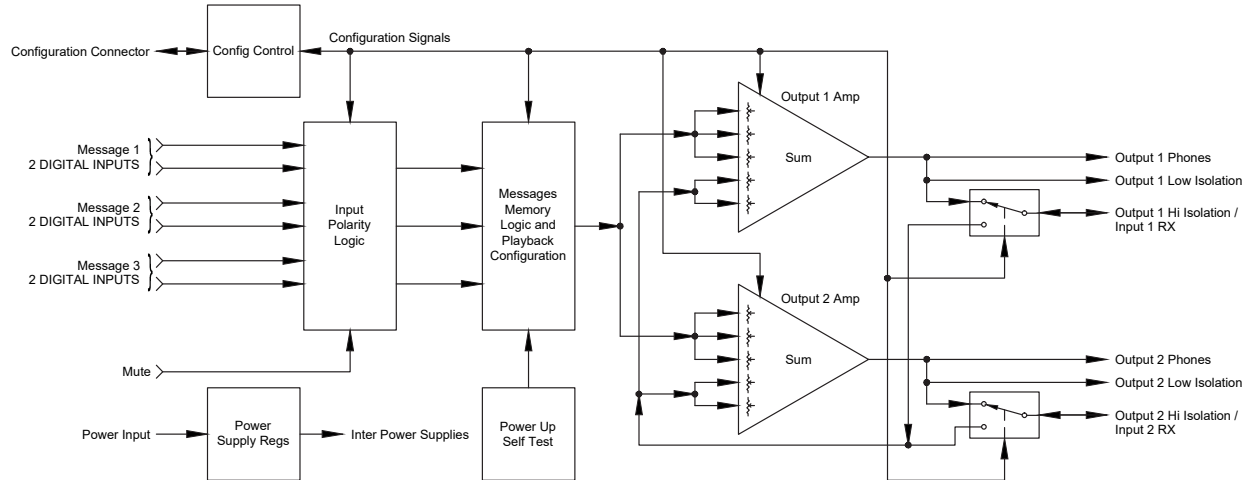 Configuration Connector
Config Control
Configuration Signals
Message 1
2 DIGITAL INPUTS
Message 2
2 DIGITAL INPUTS
Message 3
2 DIGITAL INPUTS
Mute
Input
Polarity
Logic
Messages
Memory
Logic and
Playback
Configuration
Output 1 Amp
Sum
Output 1 Phones
Output 1 Low Isolation
Output 1 Hi Isolation /
Input 1 RX
Output 2 Amp
Sum
Output 2 Phones
Output 2 Low Isolation
Output 2 Hi Isolation /
Input 2 RX
Power Input
Power
Supply Regs
Inter Power Supplies
Power Up
Self Test